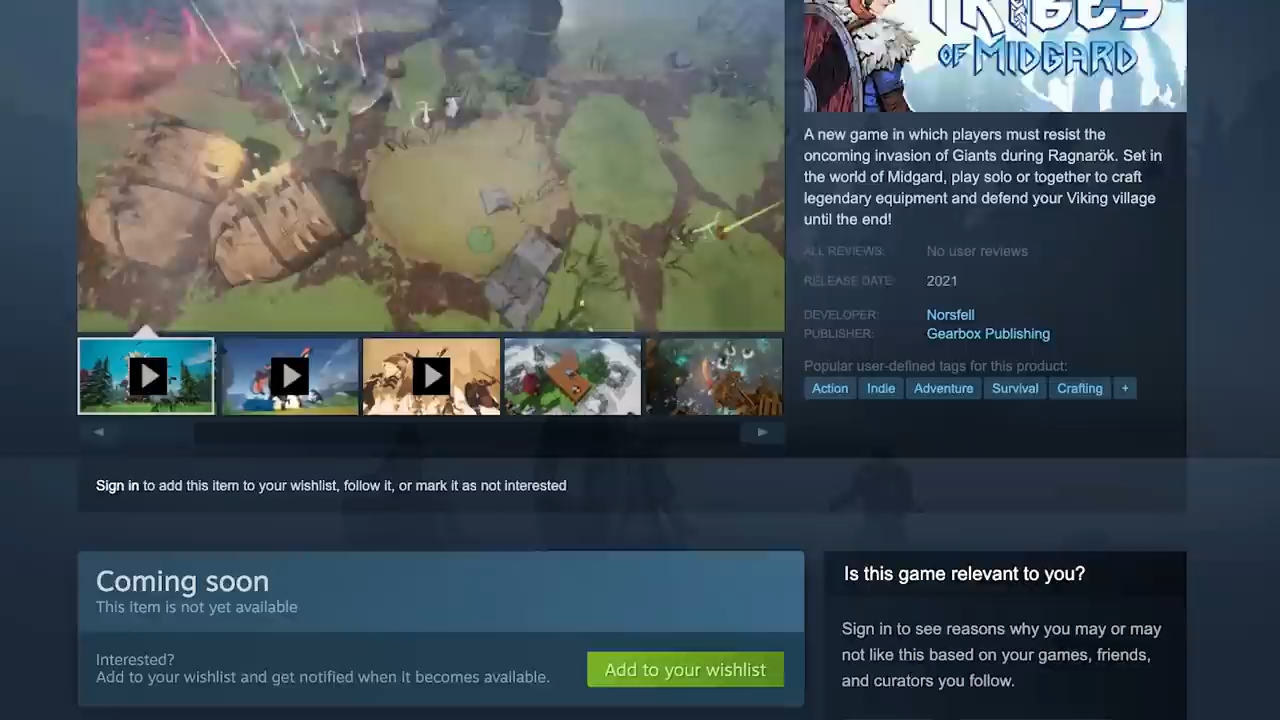 TRIBES
OF MIDGARD
A new game in which players must resist the
oncoming invasion of Giants during Ragnarök. Set in
the world of Midgard, play solo or together to craft
legendary equipment and defend your Viking village
until the end!
ALL REVIEWS: No user reviews
RELEASE DATE: 2021
DEVELOPER: Norsfell
PUBLISHER: Gearbox Publishing
Popular user-defined tags for this product:
Action Indie Adventure Survival Crafting +
Sign in to add this item to your wishlist, follow it, or mark it as not interested
Coming soon
This item is not yet available
Interested?
Add to your wishlist and get notified when it becomes available.
Add to your wishlist
Is this game relevant to you?
Sign in to see reasons why you may or may
not like this based on your games, friends,
and curators you follow.